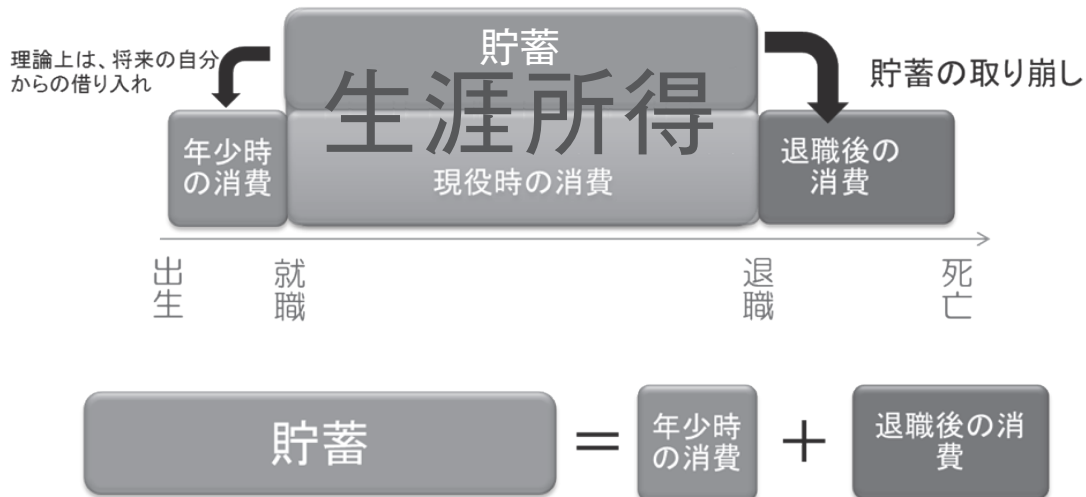 貯蓄
理論上は、将来の自分
からの借り入れ
貯蓄の取り崩し
生涯所得
年少時
の消費
現役時の消費
退職後の
消費
出生
就職
退職
死亡
貯蓄
=
年少時
の消費
+
退職後の消
費